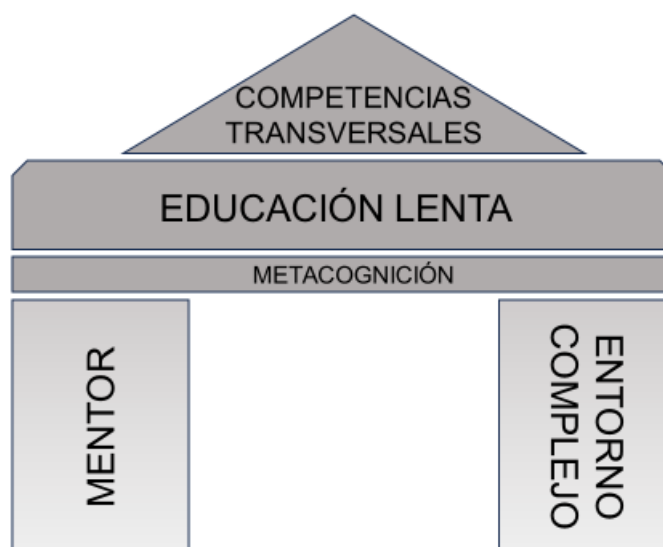 COMPETENCIAS
TRANSVERSALES
EDUCACIÓN LENTA
METACOGNICIÓN
MENTOR
ENTORNO
COMPLEJO